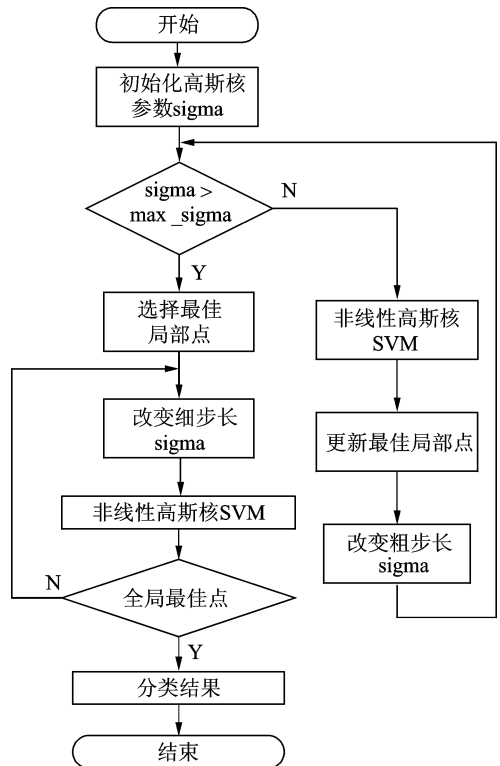 开始
初始化高斯核
参数sigma
sigma >
max _sigma
N
Y
选择最佳
局部点
非线性高斯核
SVM
改变细步长
sigma
更新最佳局部点
非线性高斯核SVM
改变粗步长
sigma
N
全局最佳点
Y
分类结果
结束